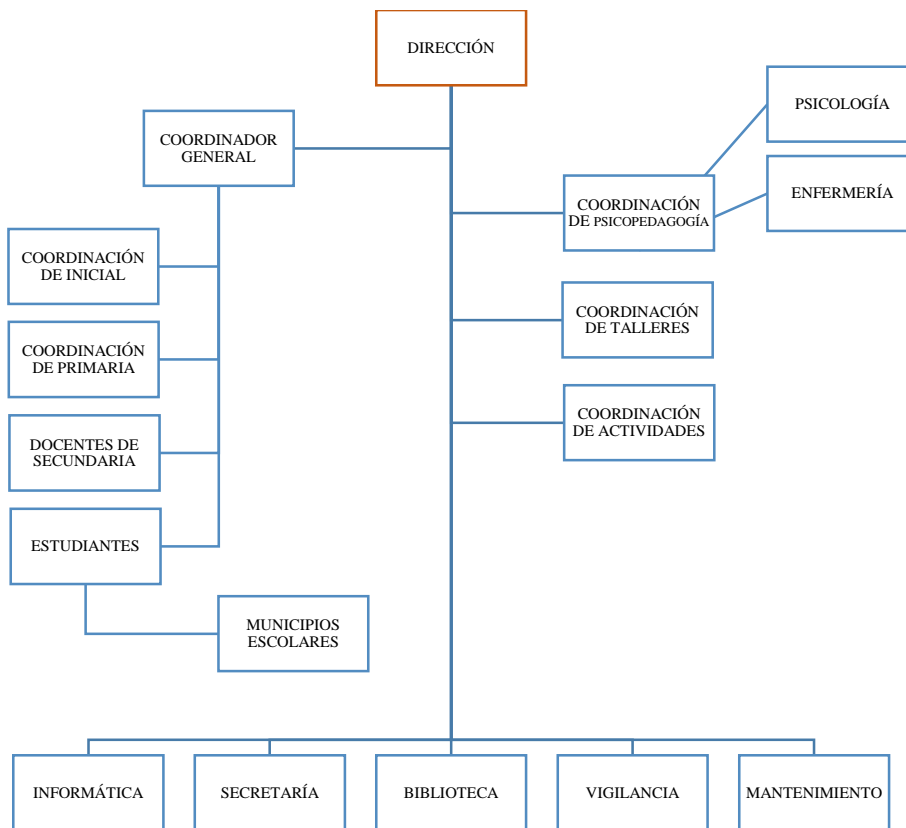 DIRECCIÓN
PSICOLOGÍA
COORDINADOR
GENERAL
ENFERMERÍA
COORDINACIÓN
DE PSICOPEDAGOGÍA
COORDINACIÓN
DE INICIAL
COORDINACIÓN
DE TALLERES
COORDINACIÓN
DE PRIMARIA
COORDINACIÓN
DE ACTIVIDADES
DOCENTES DE
SECUNDARIA
ESTUDIANTES
MUNICIPIOS
ESCOLARES
INFORMÁTICA
SECRETARÍA
BIBLIOTECA
VIGILANCIA
MANTENIMIENTO